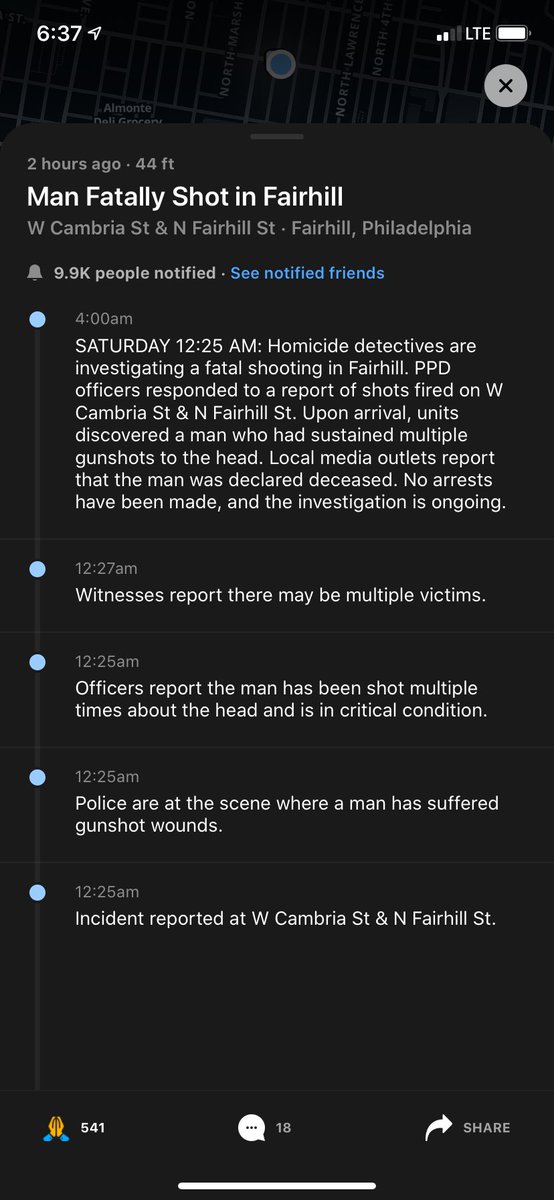 6:37
LTE
ST.
NO
NORTH MARSH
NORTH LAWRENCE
NORTH 4TH
Almonte
Deli Grocery
2 hours ago · 44 ft
Man Fatally Shot in Fairhill
W Cambria St & N Fairhill St · Fairhill, Philadelphia
9.9K people notified · See notified friends
4:00am
SATURDAY 12:25 AM: Homicide detectives are
investigating a fatal shooting in Fairhill. PPD
officers responded to a report of shots fired on W
Cambria St & N Fairhill St. Upon arrival, units
discovered a man who had sustained multiple
gunshots to the head. Local media outlets report
that the man was declared deceased. No arrests
have been made, and the investigation is ongoing.
12:27am
Witnesses report there may be multiple victims.
12:25am
Officers report the man has been shot multiple
times about the head and is in critical condition.
12:25am
Police are at the scene where a man has suffered
gunshot wounds.
12:25am
Incident reported at W Cambria St & N Fairhill St.
541
18
SHARE